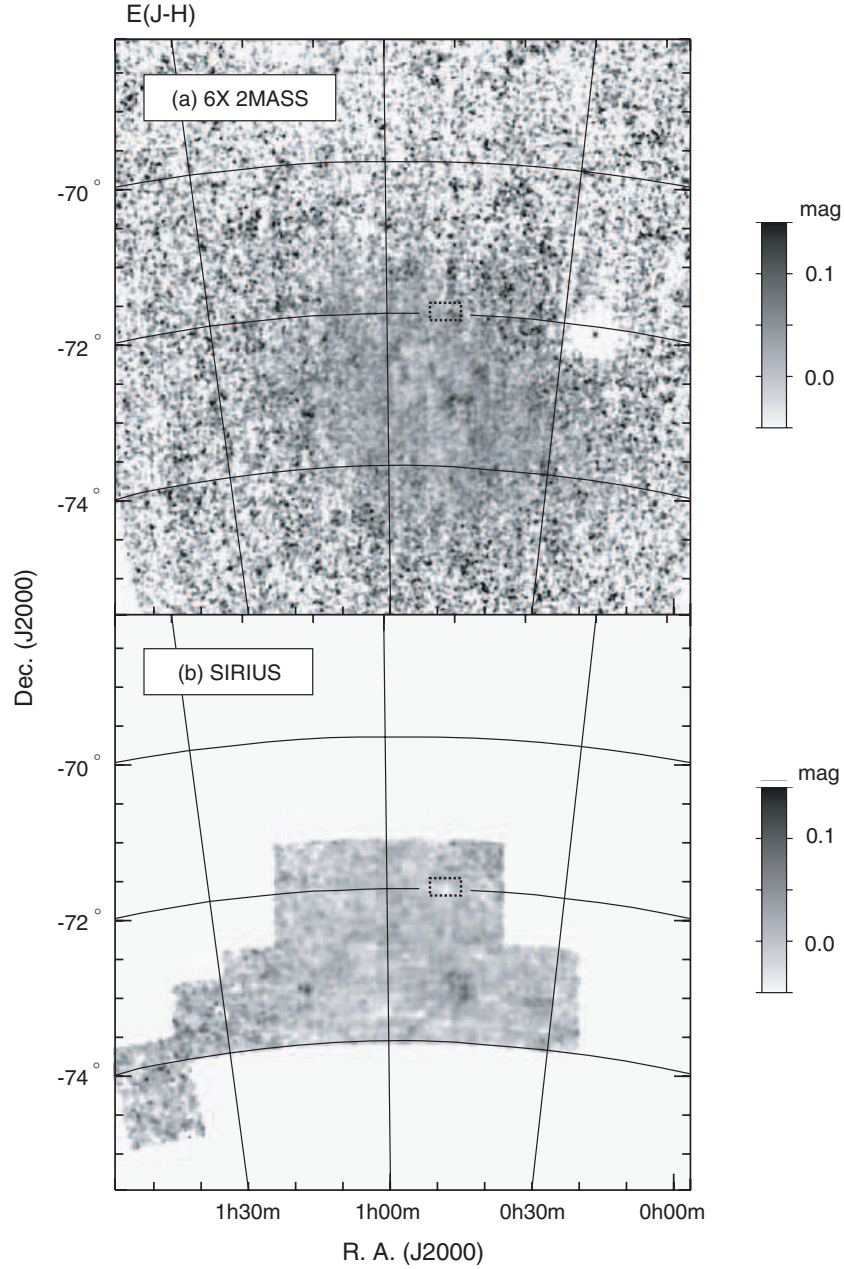 E(J-H)
(a) 6X 2MASS
-70°
-72°
-74°
mag
0.1
0.0
Dec. (J2000)
(b) SIRIUS
-70°
-72°
-74°
mag
0.1
0.0
1h30m 1h00m 0h30m 0h00m
R. A. (J2000)